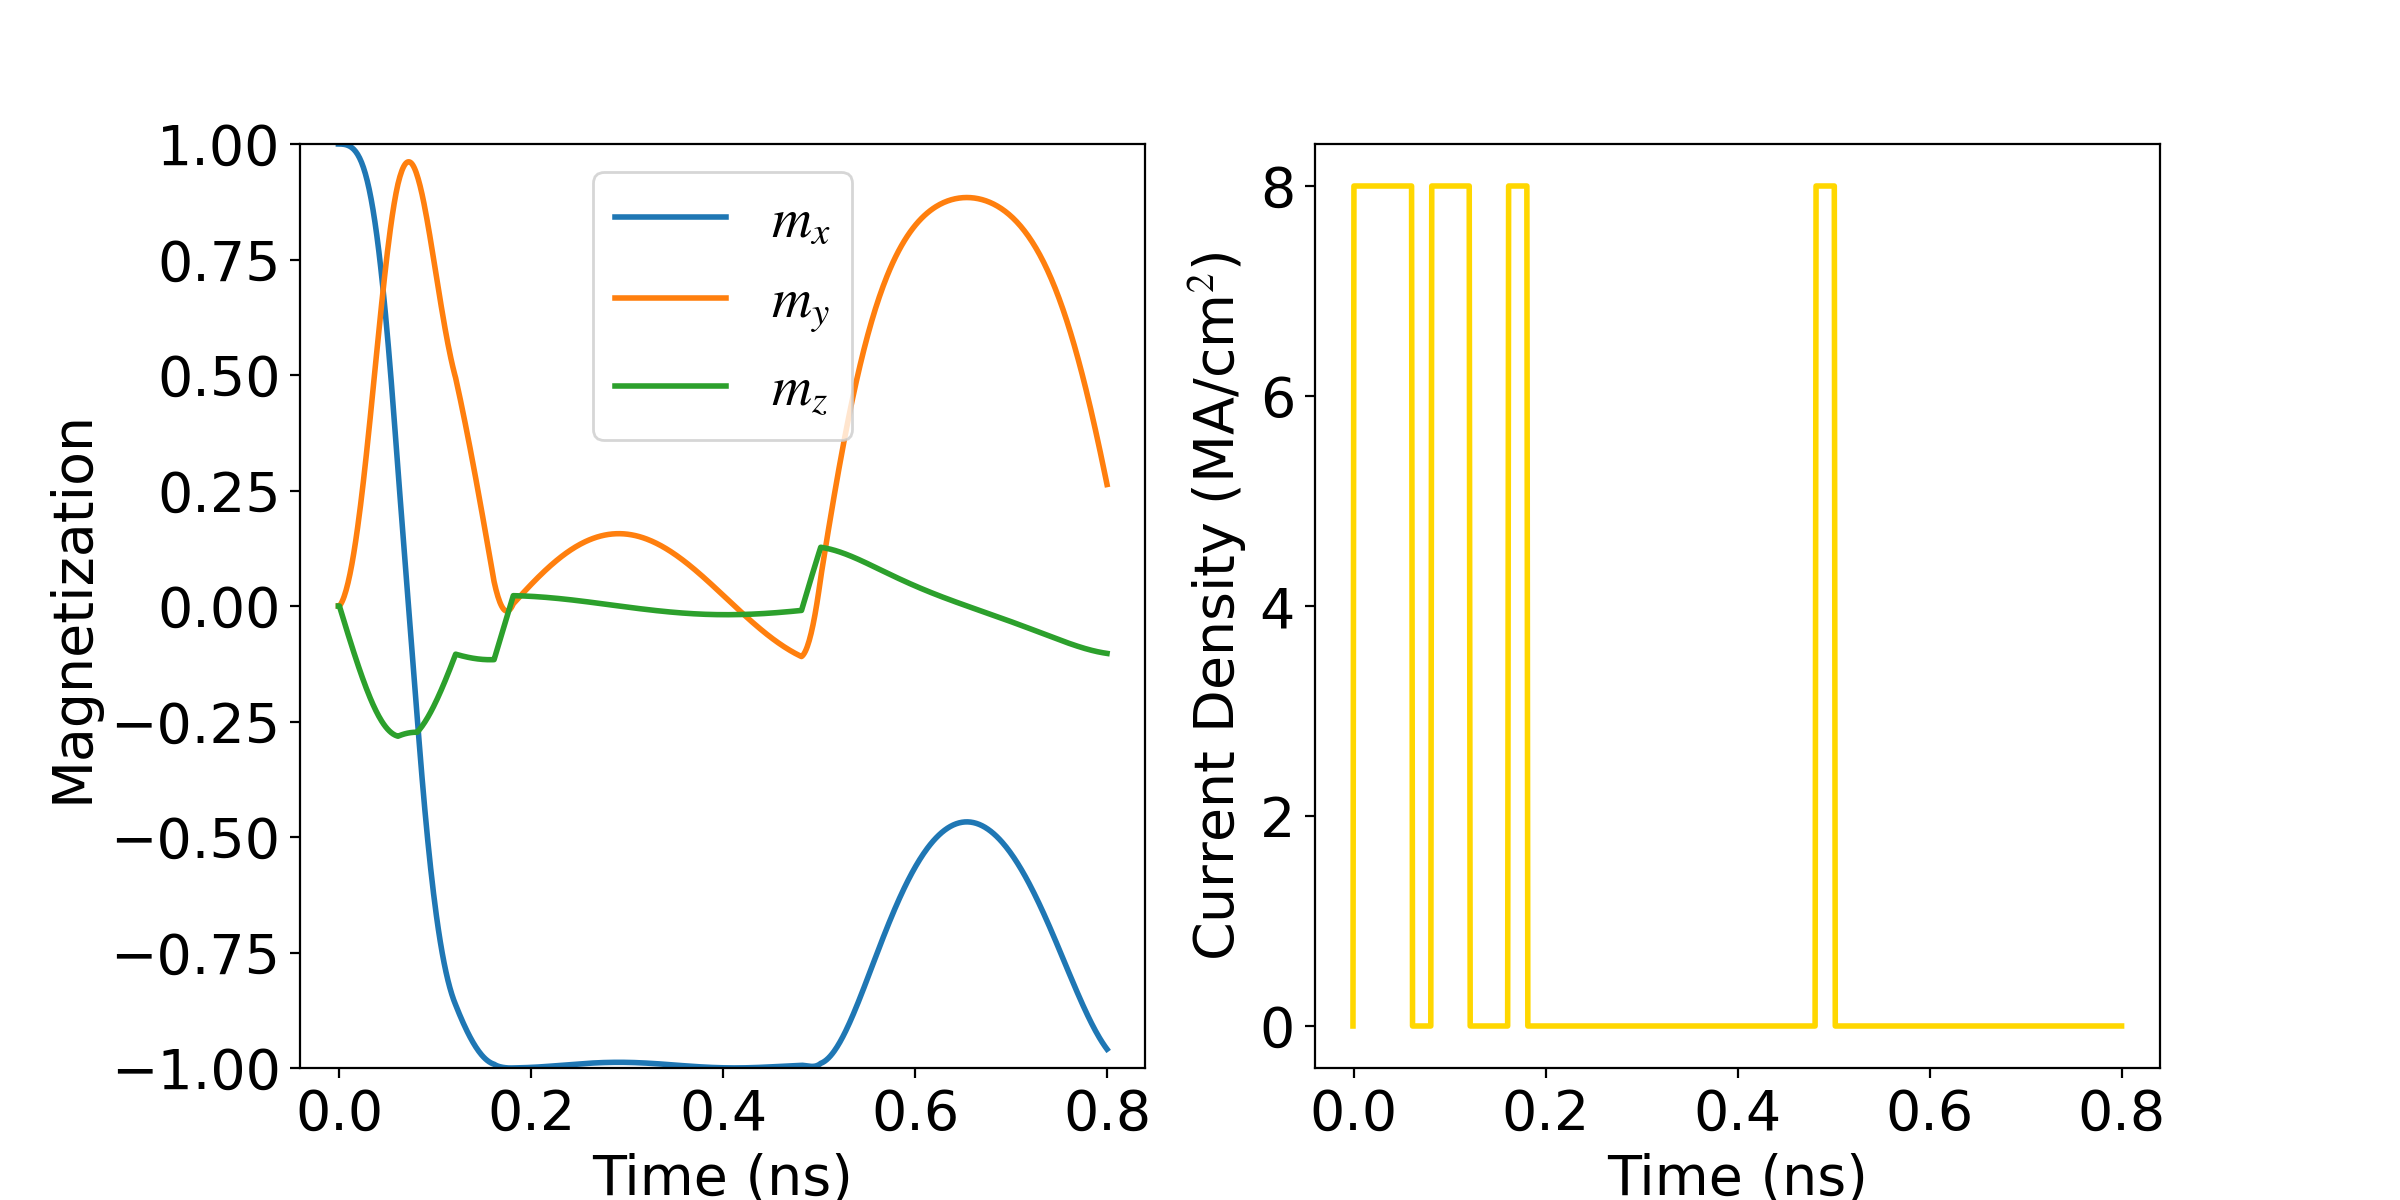 Magnetization
1.00
0.75
0.50
0.25
0.00
−0.25
−0.50
−0.75
−1.00
0.0 0.2 0.4 0.6 0.8
Time (ns)
m_x
m_y
m_z
Current Density (MA/cm²)
8
6
4
2
0
0.0 0.2 0.4 0.6 0.8
Time (ns)